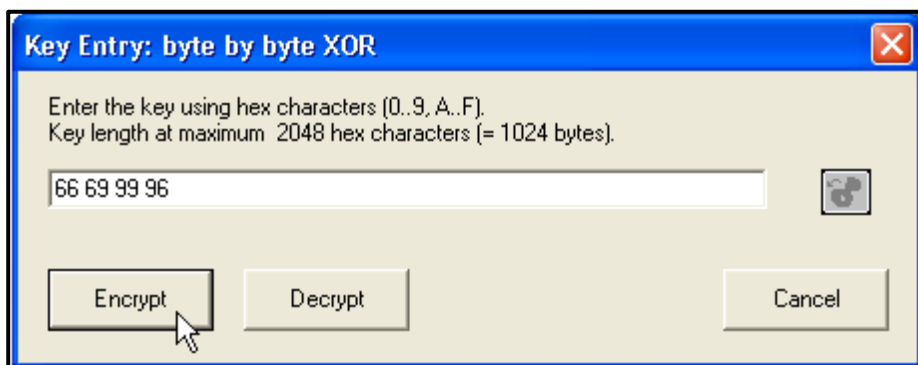 Key Entry: byte by byte XOR
Enter the key using hex characters (0..9, A..F).
Key length at maximum  2048 hex characters (= 1024 bytes).
66 69 99 96
Encrypt
Decrypt
Cancel